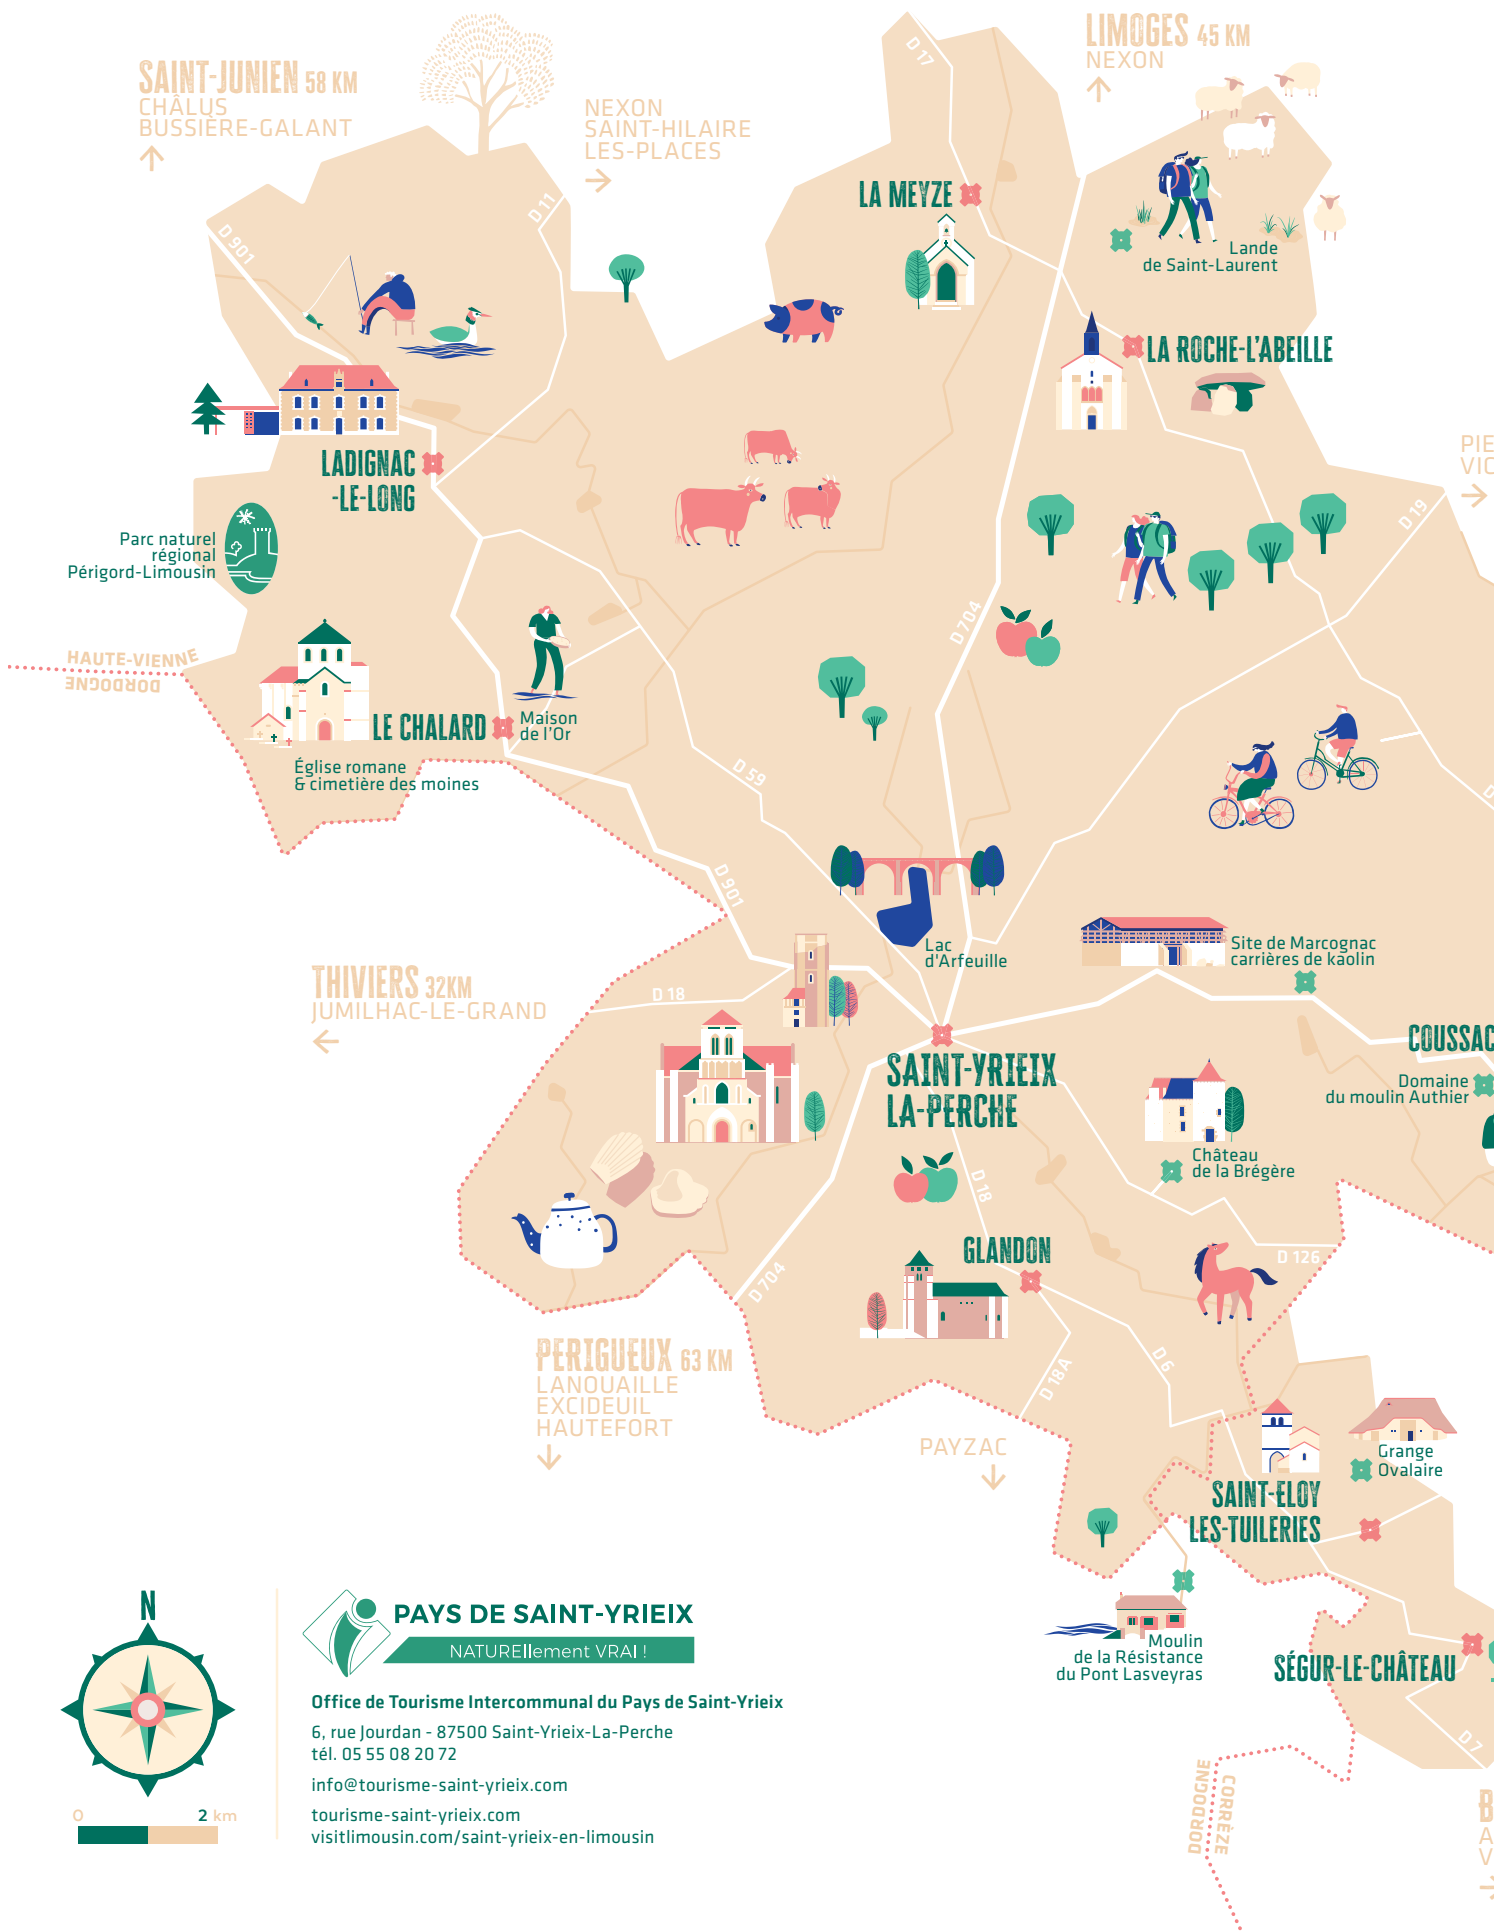 LIMOGES 45 KM
NEXON
D 17
SAINT-JUNIEN 58 KM
CHÂLUS
BUSSIÈRE-GALANT
NEXON
SAINT-HILAIRE
LES-PLACES
LA MEYZE
D 11
D 901
Lande
de Saint-Laurent
LA ROCHE-L'ABEILLE
PIE
VIC
LADIGNAC
-LE-LONG
D 19
Parc naturel
régional
Périgord-Limousin
D 704
HAUTE-VIENNE
DORDOGNE
LE CHALARD
Maison
de l'Or
Église romane
& cimetière des moines
D 59
D
D 901
Lac
d'Arfeuille
Site de Marcognac
carrières de kaolin
THIVIERS 32KM
JUMILHAC-LE-GRAND
D 18
COUSSAC
SAINT-YRIEIX
LA-PERCHE
Domaine
du moulin Authier
Château
de la Brégère
D 18
GLANDON
D 126
D 704
PERIGUEUX 63 KM
LANOUAILLE
EXCIDEUIL
HAUTEFORT
D 6
D 18A
PAYZAC
Grange
Ovalaire
SAINT-ELOY
LES-TUILERIES
Moulin
de la Résistance
du Pont Lasveyras
SÉGUR-LE-CHÂTEAU
D 7
DORDOGNE
CORRÈZE
B
A
V
N
0 2 km
PAYS DE SAINT-YRIEIX
NATUREllement VRAI !
Office de Tourisme Intercommunal du Pays de Saint-Yrieix
6, rue Jourdan - 87500 Saint-Yrieix-La-Perche
tél. 05 55 08 20 72
info@tourisme-saint-yrieix.com
tourisme-saint-yrieix.com
visitlimousin.com/saint-yrieix-en-limousin